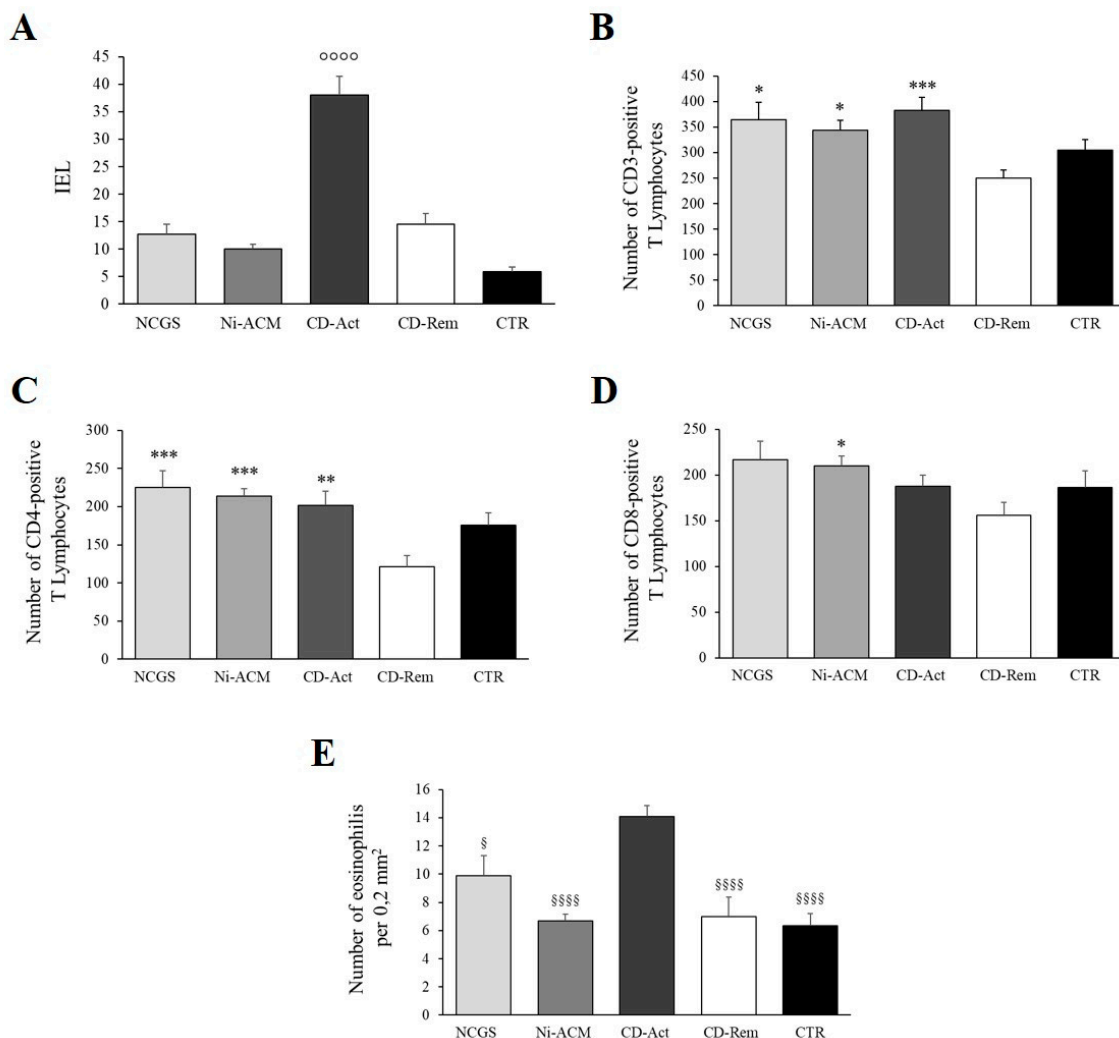 A
IEL
45
40
35
30
25
20
15
10
5
0
°°°°
NCGS
Ni-ACM
CD-Act
CD-Rem
CTR
B
Number of CD3-positive
T Lymphocytes
450
400
350
300
250
200
150
100
50
0
*
*
***
NCGS
Ni-ACM
CD-Act
CD-Rem
CTR
C
Number of CD4-positive
T Lymphocytes
300
250
200
150
100
50
0
***
***
**
NCGS
Ni-ACM
CD-Act
CD-Rem
CTR
D
Number of CD8-positive
T Lymphocytes
250
200
150
100
50
0
*
NCGS
Ni-ACM
CD-Act
CD-Rem
CTR
E
Number of eosinophilis
per 0,2 mm²
16
14
12
10
8
6
4
2
0
§
§§§§
§§§§
§§§§
NCGS
Ni-ACM
CD-Act
CD-Rem
CTR